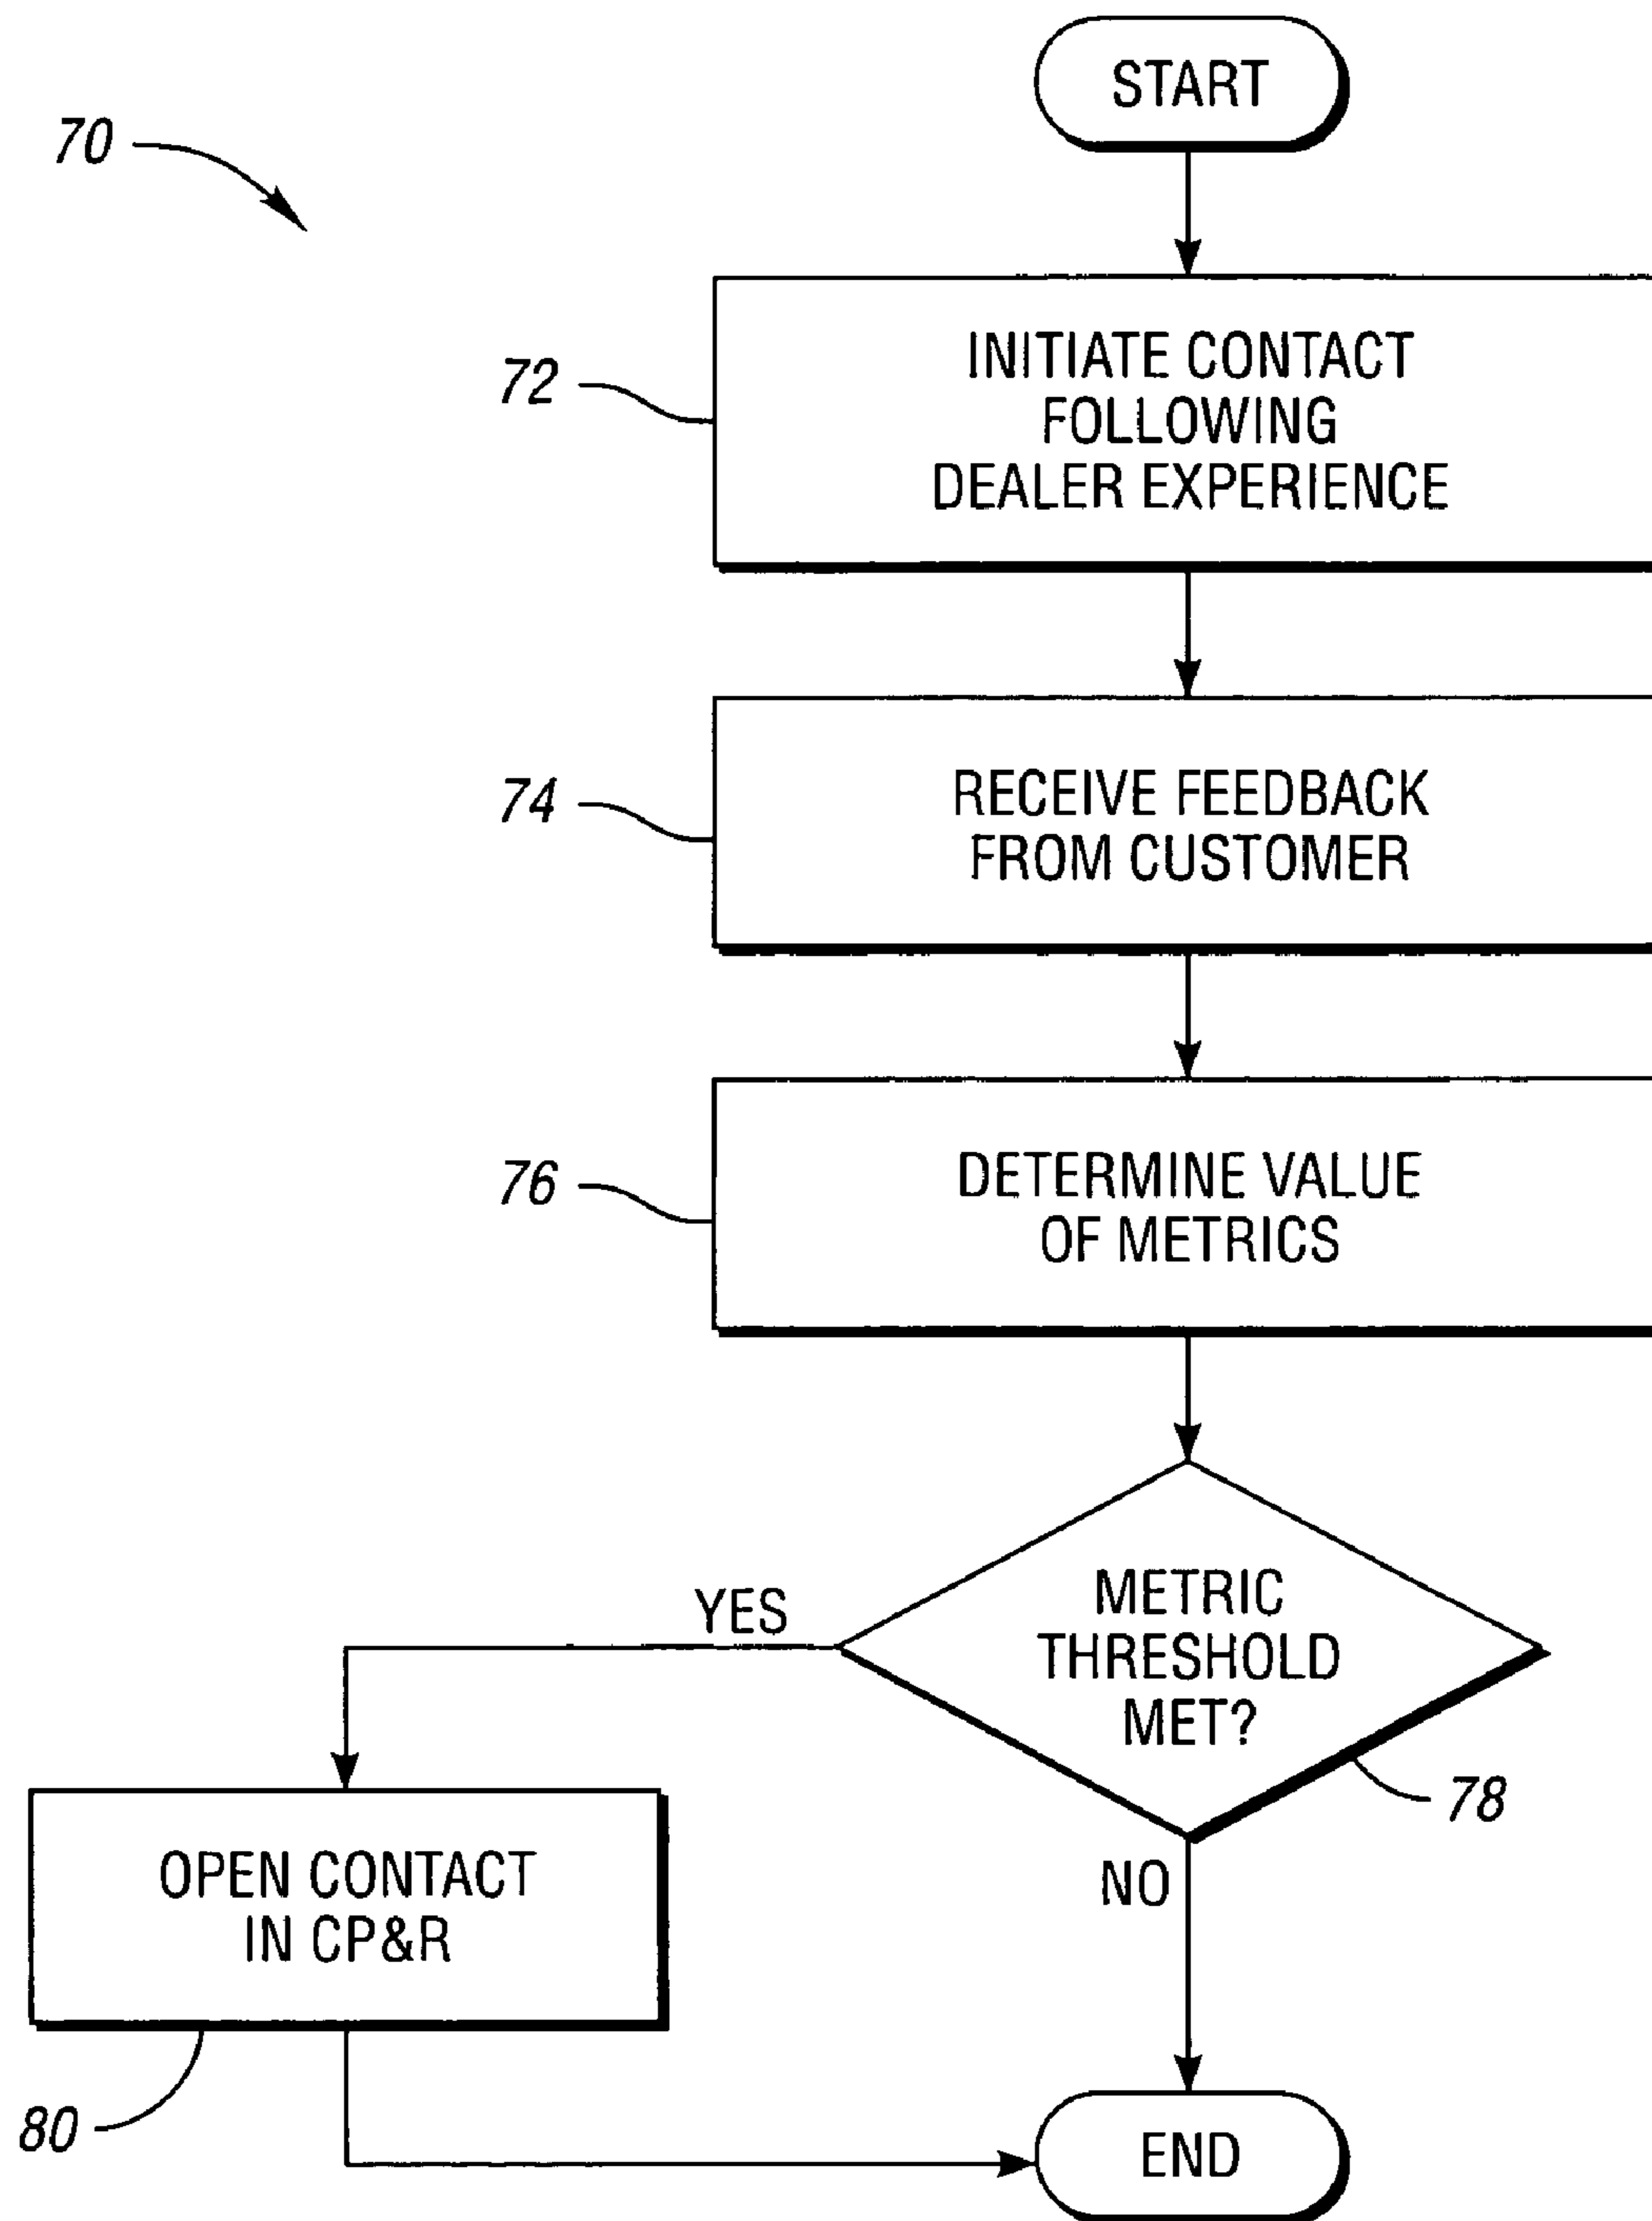 START
70
INITIATE CONTACT
FOLLOWING
DEALER EXPERIENCE
72
RECEIVE FEEDBACK
FROM CUSTOMER
74
DETERMINE VALUE
OF METRICS
76
YES
METRIC
THRESHOLD
MET?
78
OPEN CONTACT
IN CP&R
NO
80
END